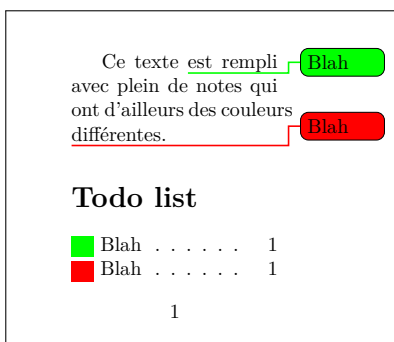 Ce texte est rempli
Blah
avec plein de notes qui
ont d'ailleurs des couleurs
Blah
différentes.
Todo list
Blah . . . . . . 1
Blah . . . . . . 1
1